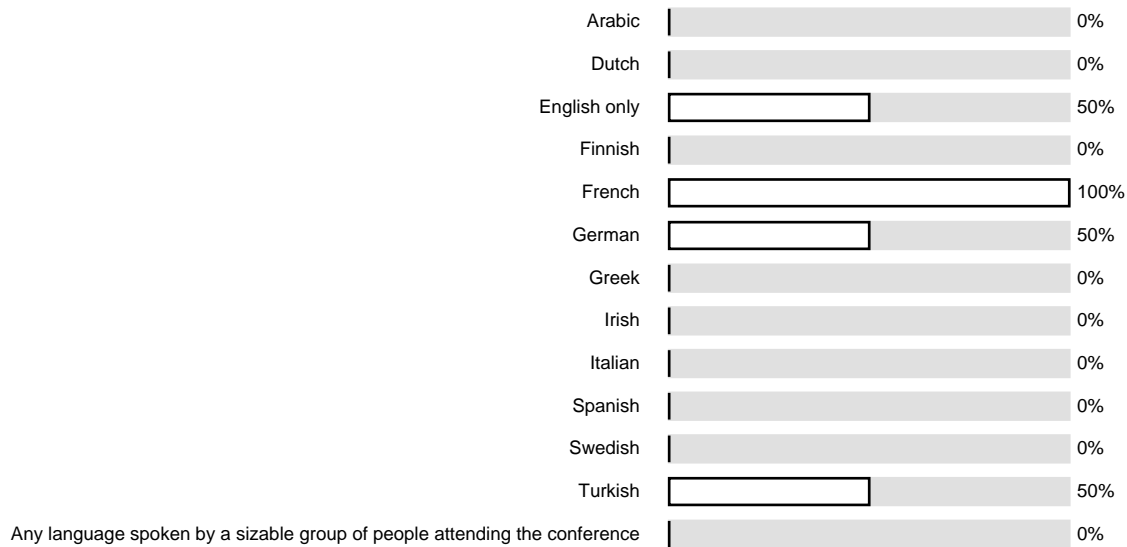 Arabic 0%
Dutch 0%
English only 50%
Finnish 0%
French 100%
German 50%
Greek 0%
Irish 0%
Italian 0%
Spanish 0%
Swedish 0%
Turkish 50%
Any language spoken by a sizable group of people attending the conference 0%